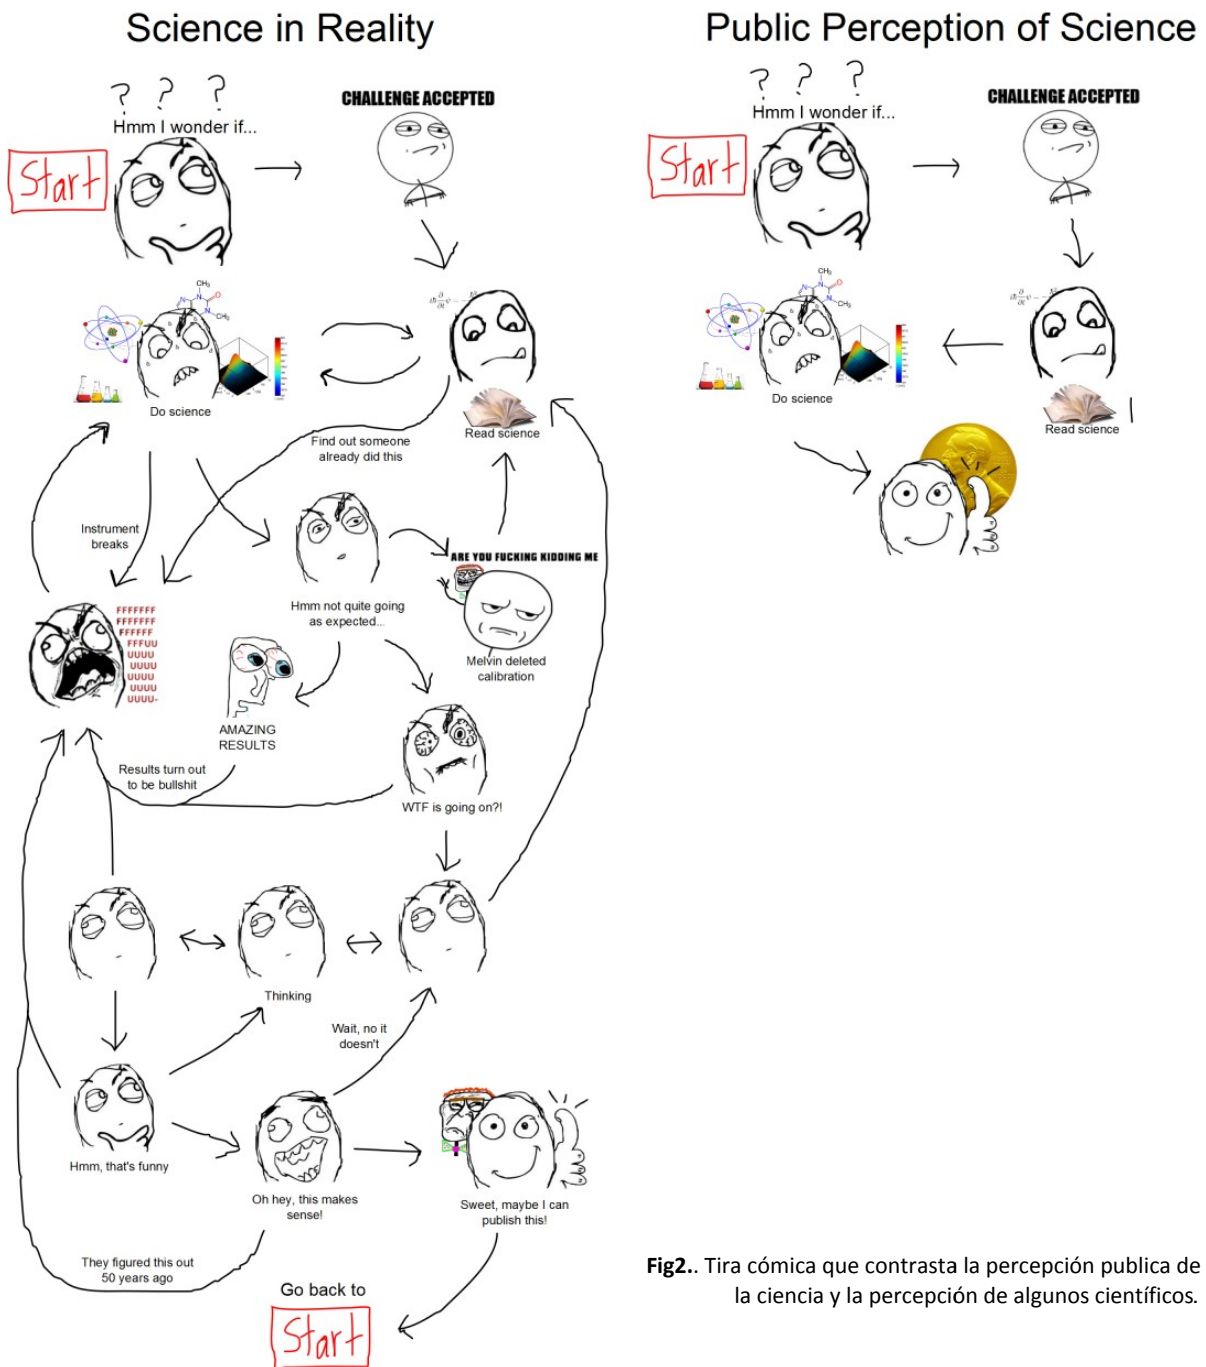 Science in Reality
? ? ?
Hmm I wonder if...
Start
CHALLENGE ACCEPTED
CH₃
CH₃
Do science
Read science
Find out someone
already did this
Instrument
breaks
Hmm not quite going
as expected...
ARE YOU FUCKING KIDDING ME
Melvin deleted
calibration
FFFFFFF
FFFFFFF
FFFFFF
FFFUU
UUUU
UUUU
UUUU
UUUU
UUUU-
AMAZING
RESULTS
Results turn out
to be bullshit
WTF is going on?!
Thinking
Wait, no it
doesn't
Hmm, that's funny
Oh hey, this makes
sense!
Sweet, maybe I can
publish this!
They figured this out
50 years ago
Go back to
Start
Public Perception of Science
? ? ?
Hmm I wonder if...
Start
CHALLENGE ACCEPTED
CH₃
CH₃
Do science
Read science
Fig2.. Tira cómica que contrasta la percepción publica de
la ciencia y la percepción de algunos científicos.